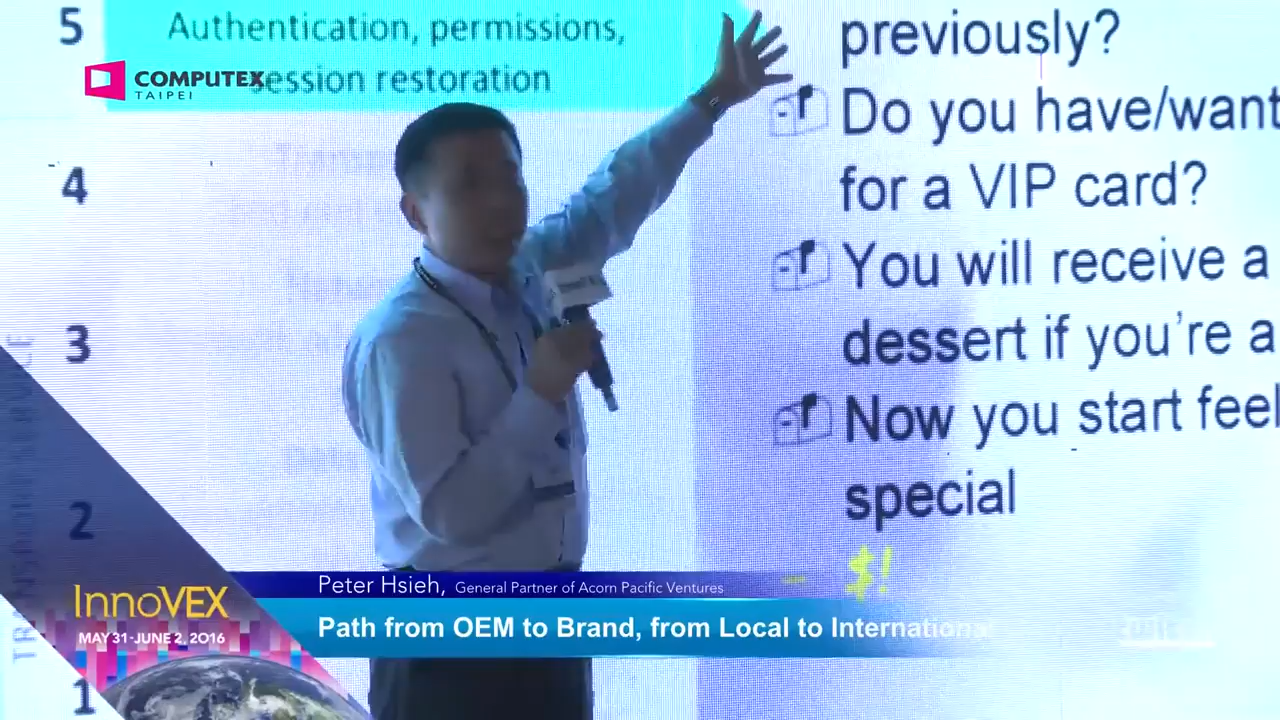 5
Authentication, permissions,
session restoration
4
3
2
1
COMPUTEX
TAIPEI
previously?
Do you have/want
for a VIP card?
You will receive a
dessert if you're a
Now you start feel
special
$!
Peter Hsieh, General Partner of Acorn Pacific Ventures
Path from OEM to Brand, from Local to International
InnoVEX
MAY 31-JUNE 2, 2016